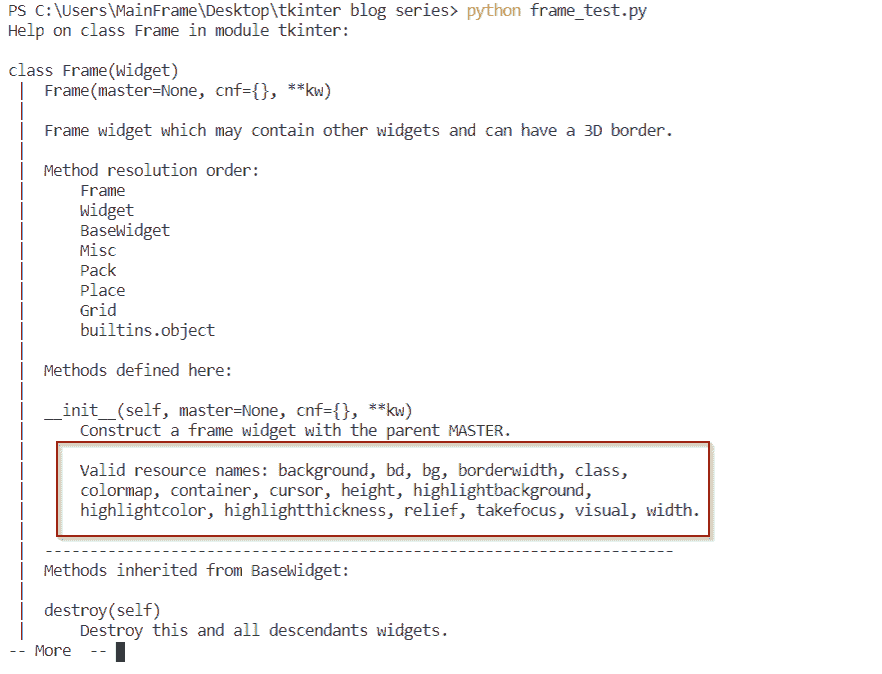 PS C:\Users\MainFrame\Desktop\tkinter blog series> python frame_test.py
Help on class Frame in module tkinter:
class Frame(Widget)
 |  Frame(master=None, cnf={}, **kw)
 |
 |  Frame widget which may contain other widgets and can have a 3D border.
 |
 |  Method resolution order:
 |      Frame
 |      Widget
 |      BaseWidget
 |      Misc
 |      Pack
 |      Place
 |      Grid
 |      builtins.object
 |
 |  Methods defined here:
 |
 |  __init__(self, master=None, cnf={}, **kw)
 |      Construct a frame widget with the parent MASTER.
 |
 |      Valid resource names: background, bd, bg, borderwidth, class,
 |      colormap, container, cursor, height, highlightbackground,
 |      highlightcolor, highlightthickness, relief, takefocus, visual, width.
 |
 |  ----------------------------------------------------------------------
 |  Methods inherited from BaseWidget:
 |
 |  destroy(self)
 |      Destroy this and all descendants widgets.
-- More  --